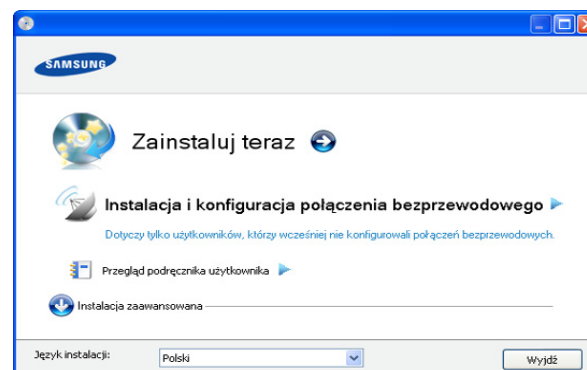 SAMSUNG
Zainstaluj teraz
Instalacja i konfiguracja połączenia bezprzewodowego
Dotyczy tylko użytkowników, którzy wcześniej nie konfigurowali połączeń bezprzewodowych.
Przegląd podręcznika użytkownika
Instalacja zaawansowana
Język instalacji: Polski Wyjdź